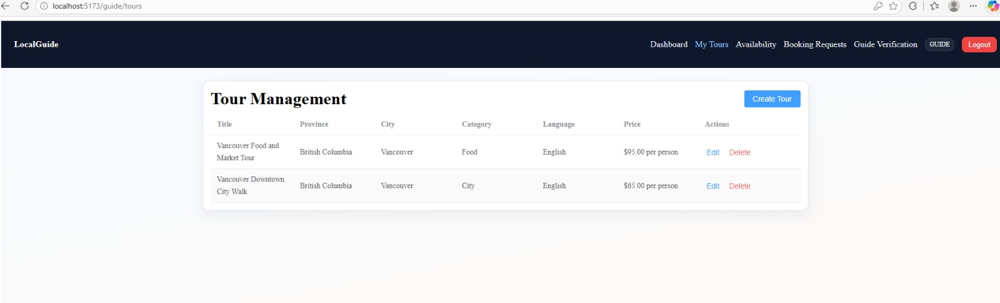 localhost:5173/guide/tours
LocalGuide
Dashboard My Tours Availability Booking Requests Guide Verification GUIDE Logout
Tour Management
Create Tour
Title Province City Category Language Price Actions
Vancouver Food and
Market Tour
British Columbia Vancouver Food English $95.00 per person Edit Delete
Vancouver Downtown
City Walk
British Columbia Vancouver City English $65.00 per person Edit Delete